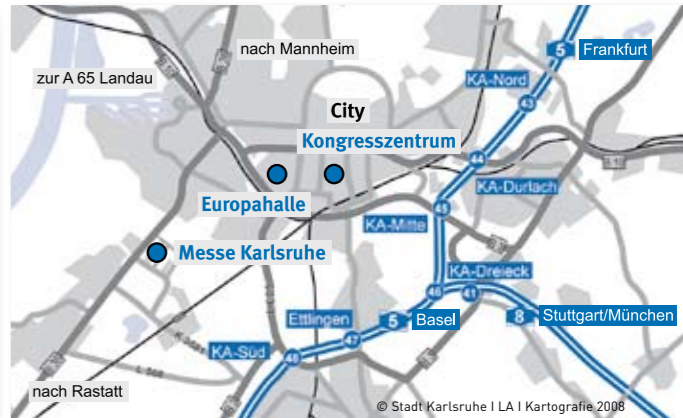 nach Mannheim
5 Frankfurt
zur A 65 Landau
KA-Nord
43
City
Kongresszentrum
44
KA-Durlach
Europahalle
45
KA-Mitte
Messe Karlsruhe
KA-Dreieck
46
41
Ettlingen
5 Basel
8 Stuttgart/München
47
KA-Süd
48
L 566
nach Rastatt
© Stadt Karlsruhe I LA I Kartografie 2008